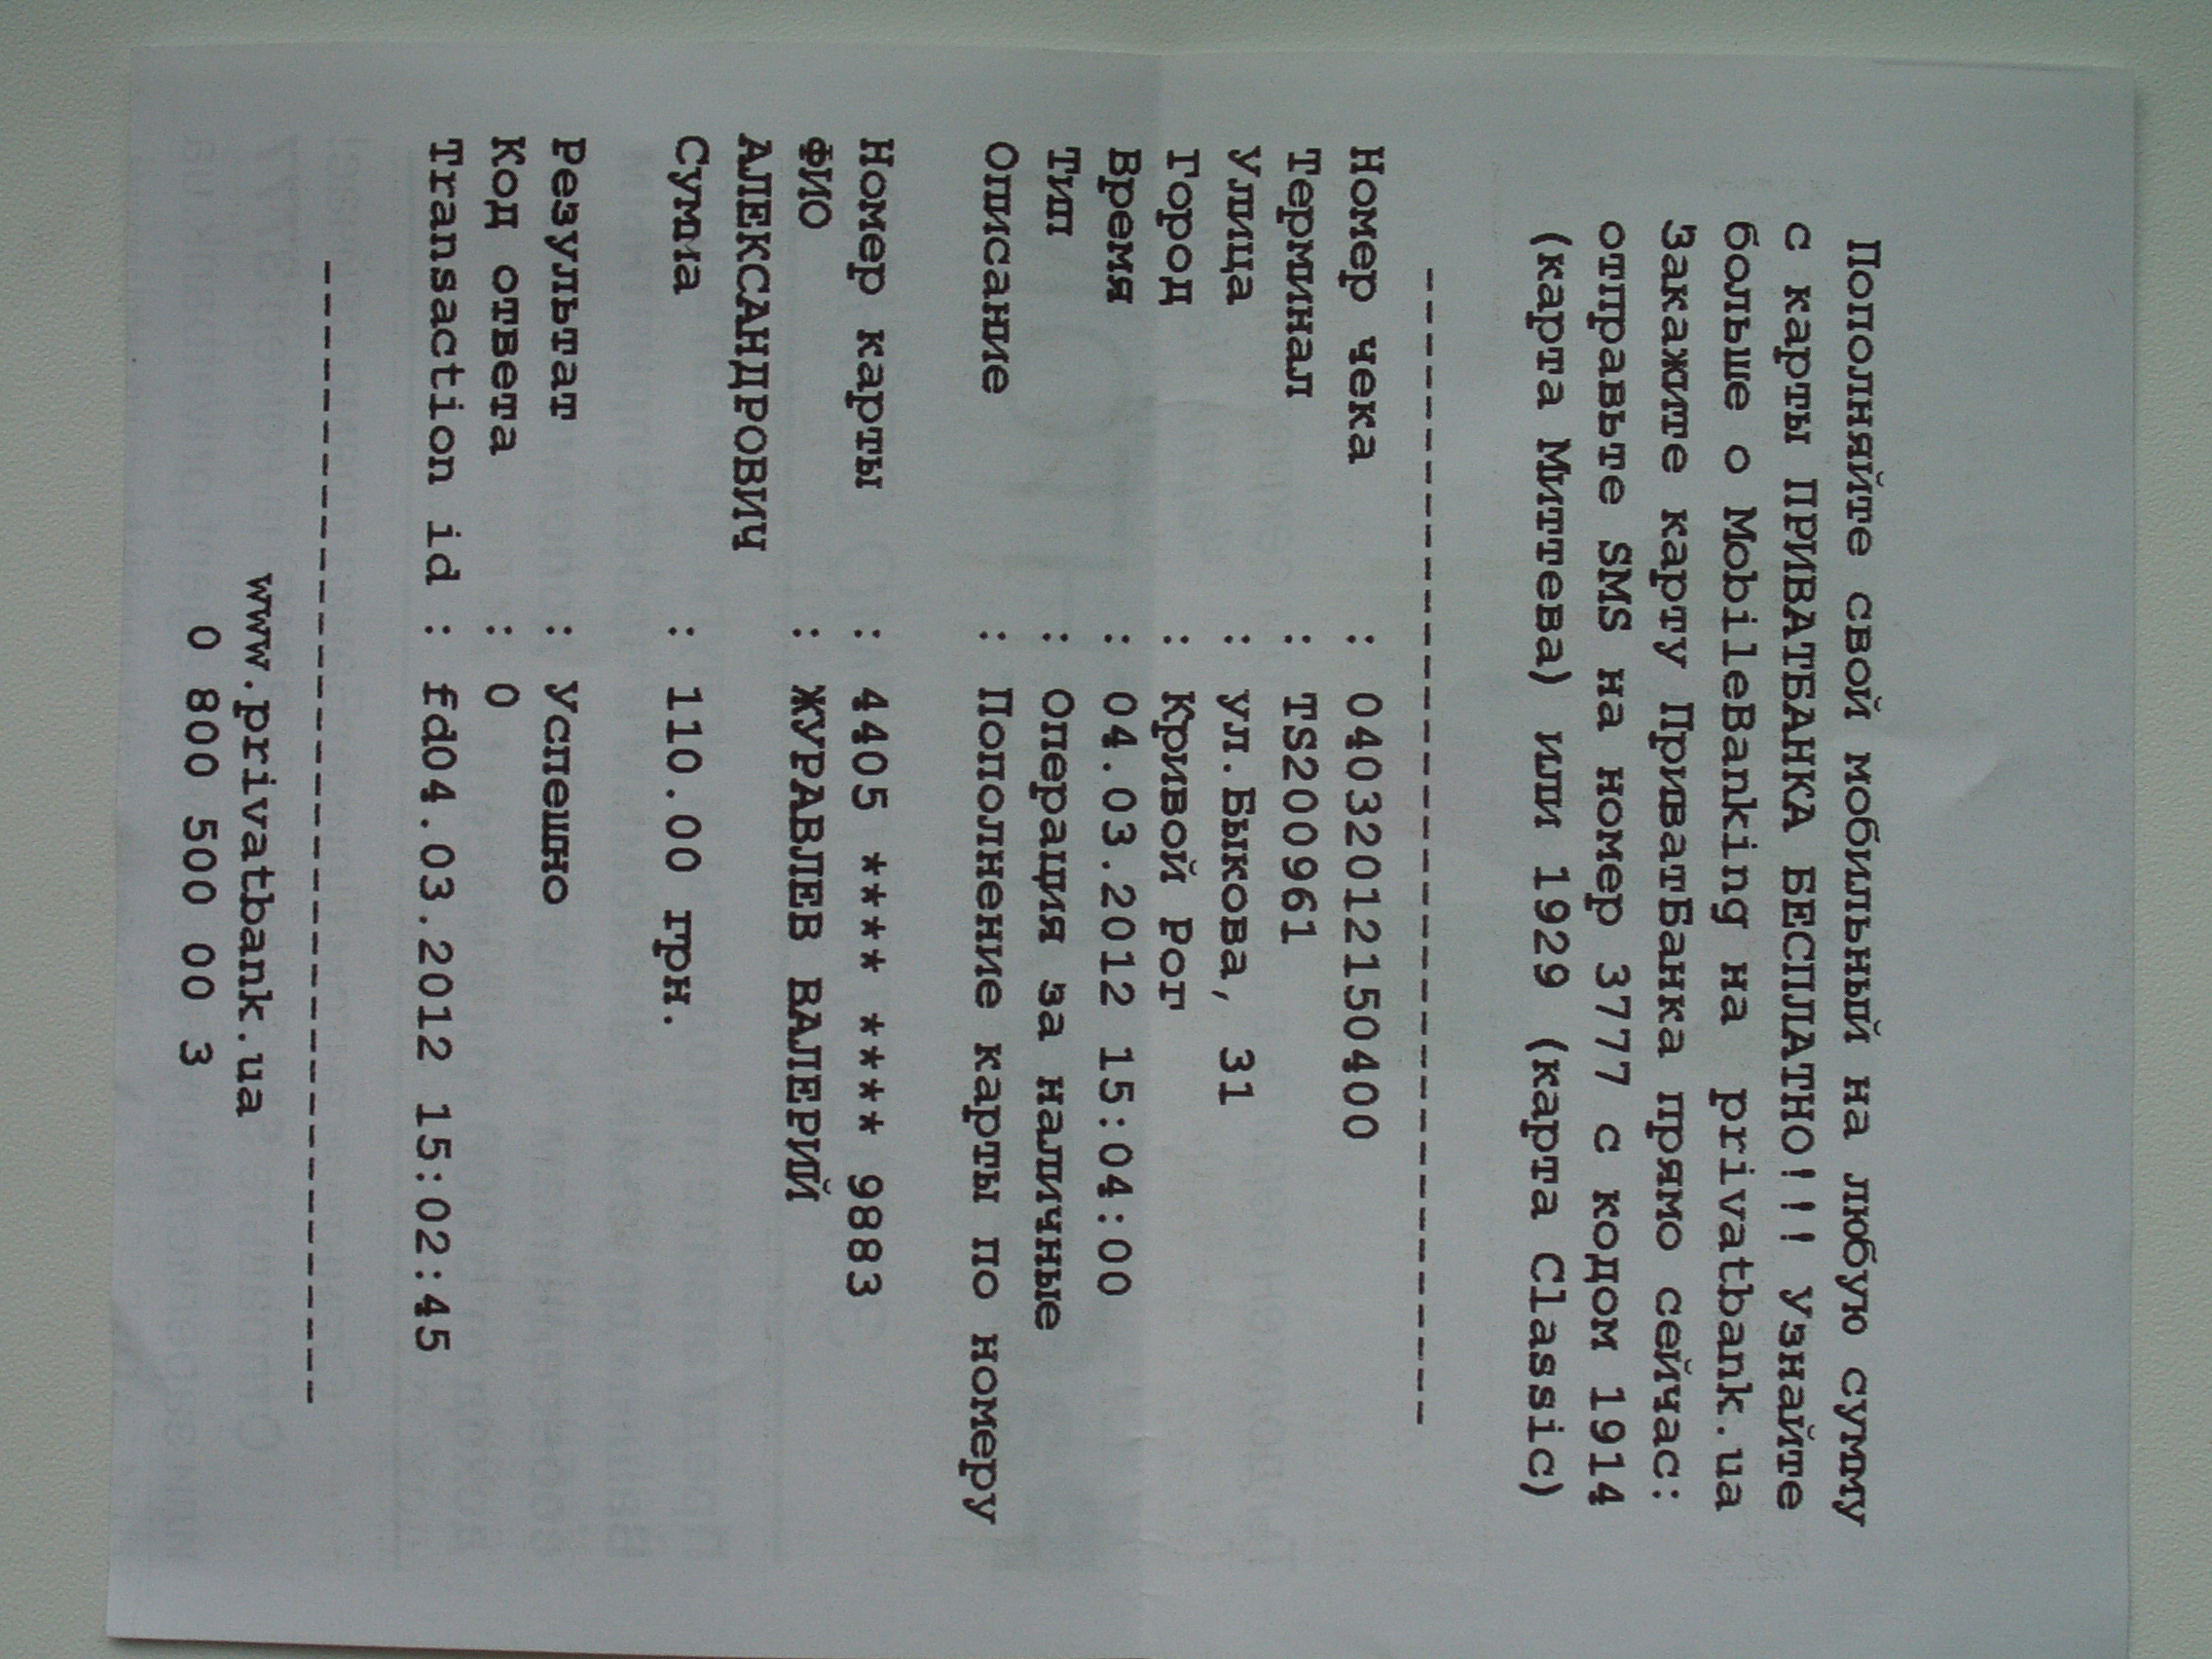 Пополняйте свой мобильный на любую сумму
с карты ПРИВАТБАНКА БЕСПЛАТНО!!! Узнайте
больше о MobileBanking на privatbank.ua
Закажите карту ПриватБанка прямо сейчас:
отправьте SMS на номер 3777 с кодом 1914
(карта Миттева) или 1929 (карта Classic)
----------------------------------------
Номер чека : 0403201215​0400
Терминал : TS200961
Улица : ул.Быкова, 31
Город : Кривой Рог
Время : 04.03.2012 15:04:00
Тип : Операция за наличные
Описание : Пополнение карты по номеру
Номер карты : 4405 **** **** 9883
ФИО : ЖУРАВЛЕВ ВАЛЕРИЙ
АЛЕКСАНДРОВИЧ
Сумма : 110.00 грн.
Результат : Успешно
Код ответа : 0
Transaction id : fd04.03.2012 15:02:45
----------------------------------------
www.privatbank.ua
0 800 500 00 3